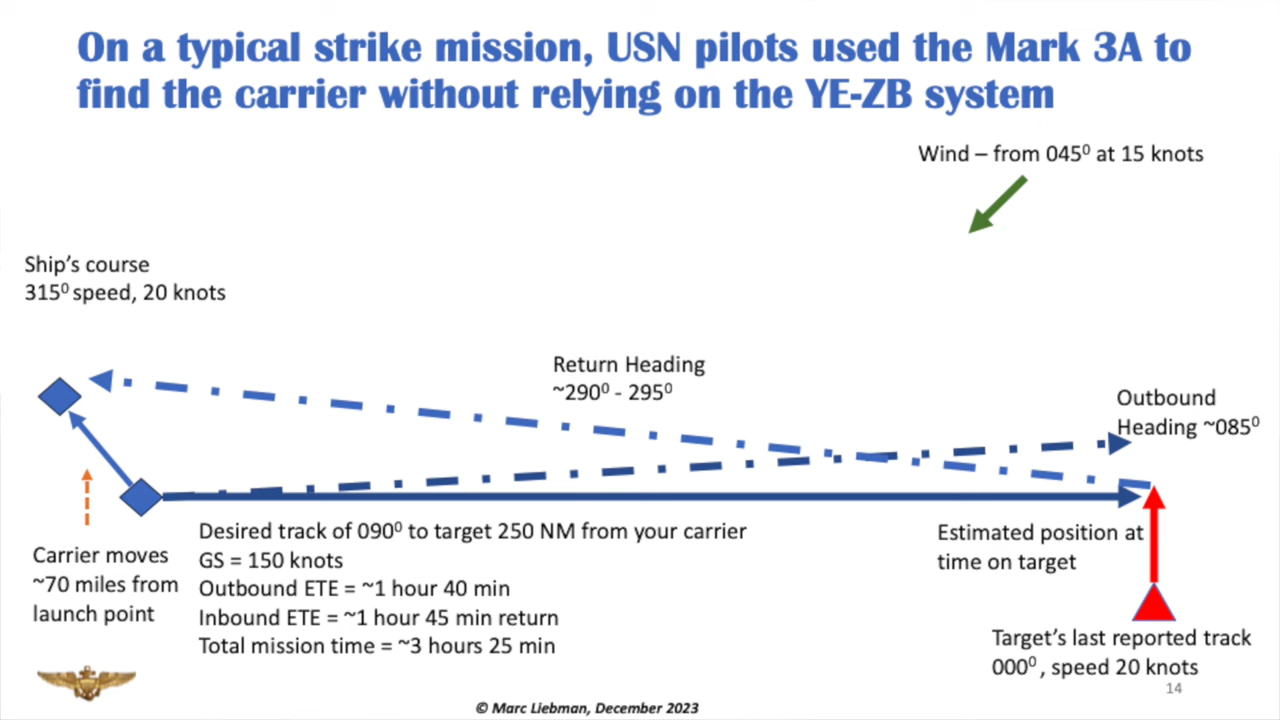 On a typical strike mission, USN pilots used the Mark 3A to
find the carrier without relying on the YE-ZB system
Wind – from 045⁰ at 15 knots
Ship's course
315⁰ speed, 20 knots
Return Heading
~290⁰ - 295⁰
Outbound
Heading ~085⁰
Desired track of 090⁰ to target 250 NM from your carrier
GS = 150 knots
Outbound ETE = ~1 hour 40 min
Inbound ETE = ~1 hour 45 min return
Total mission time = ~3 hours 25 min
Carrier moves
~70 miles from
launch point
Estimated position at
time on target
Target's last reported track
000⁰ , speed 20 knots
14
© Marc Liebman, December 2023